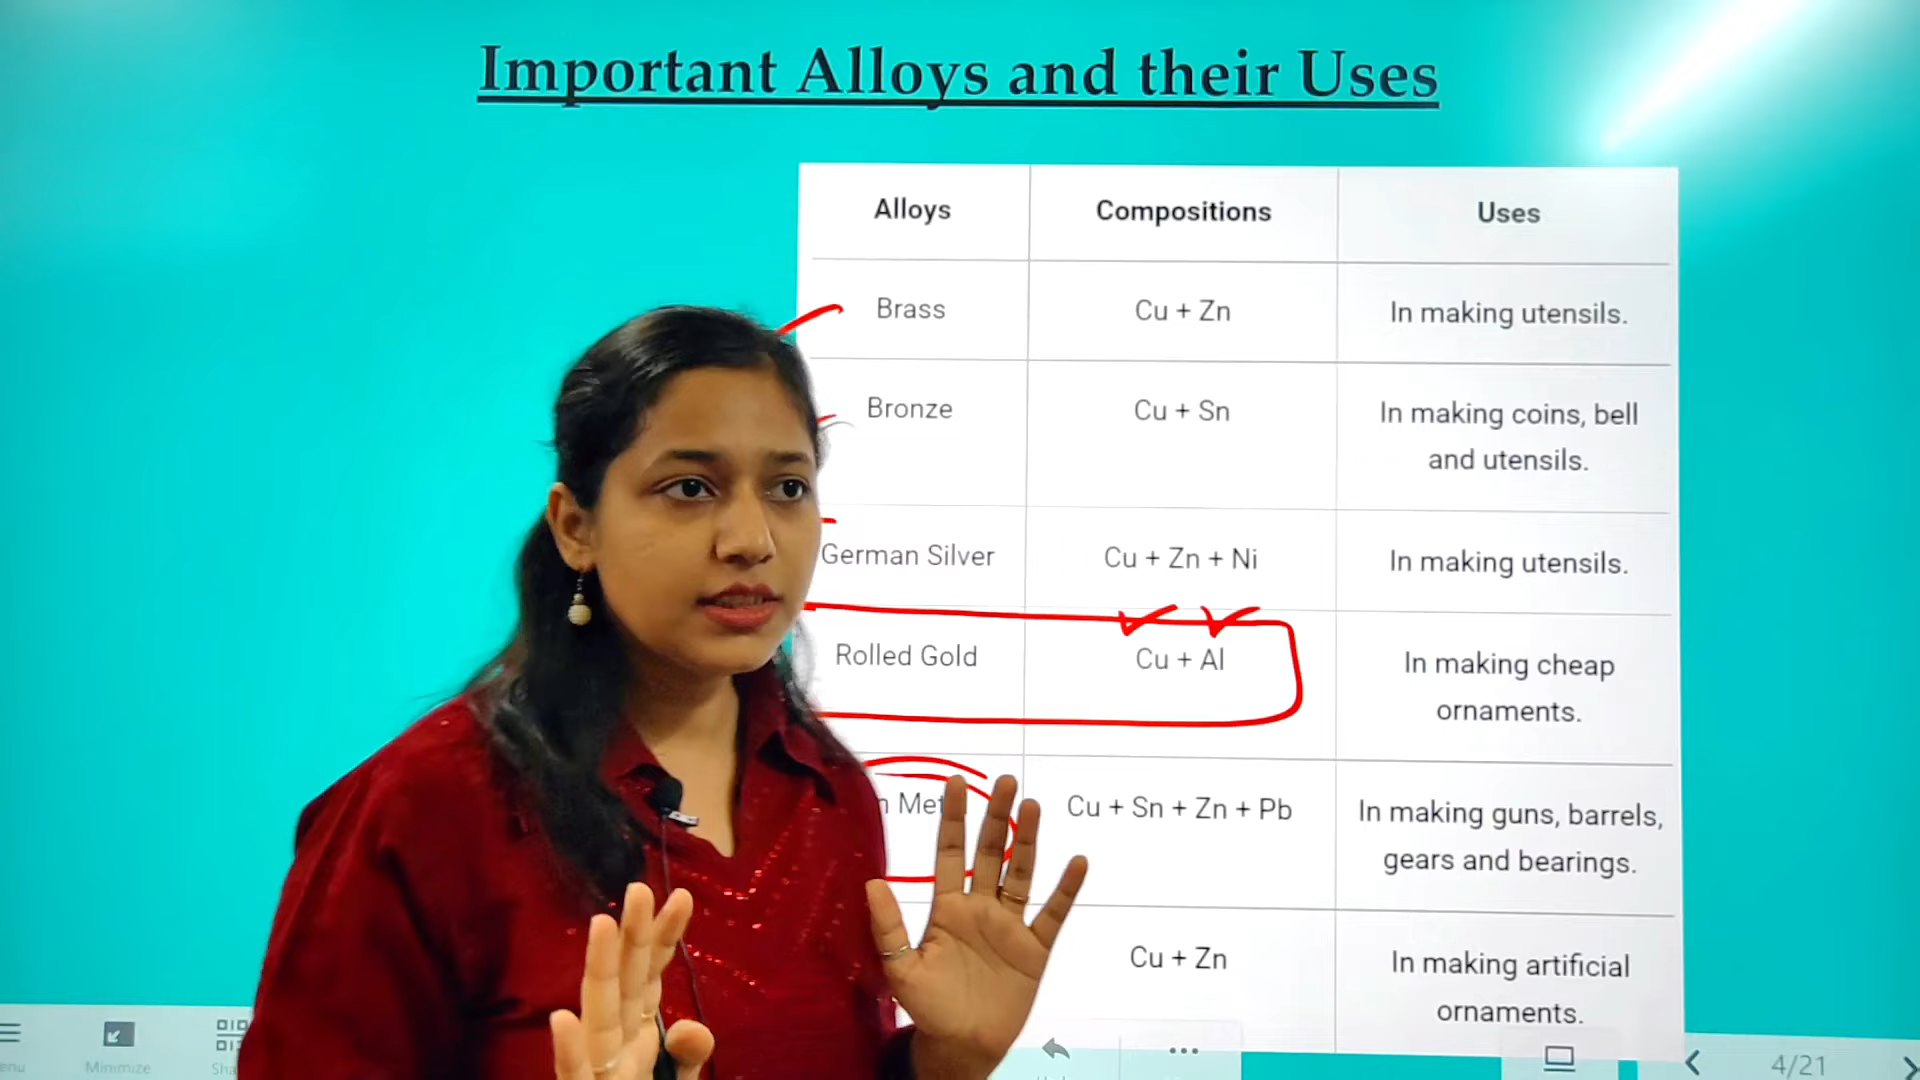 Important Alloys and their Uses
Alloys Compositions Uses
Brass Cu + Zn In making utensils.
Bronze Cu + Sn In making coins, bell
and utensils.
German Silver Cu + Zn + Ni In making utensils.
Rolled Gold Cu + Al In making cheap
ornaments.
Cu + Sn + Zn + Pb In making guns, barrels,
gears and bearings.
Cu + Zn In making artificial
ornaments.
Minimize
4/21